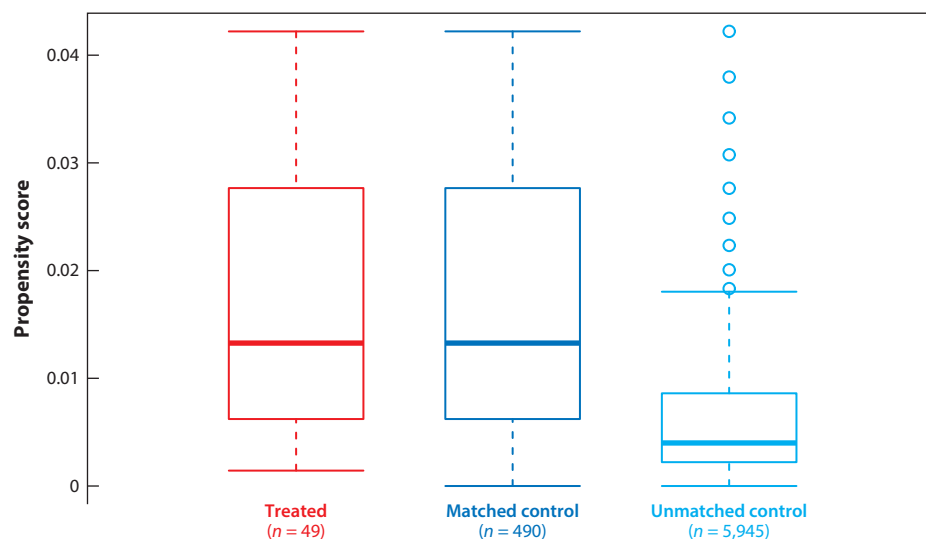 Propensity score
0.04
0.03
0.02
0.01
0
Treated
(n = 49)
Matched control
(n = 490)
Unmatched control
(n = 5,945)